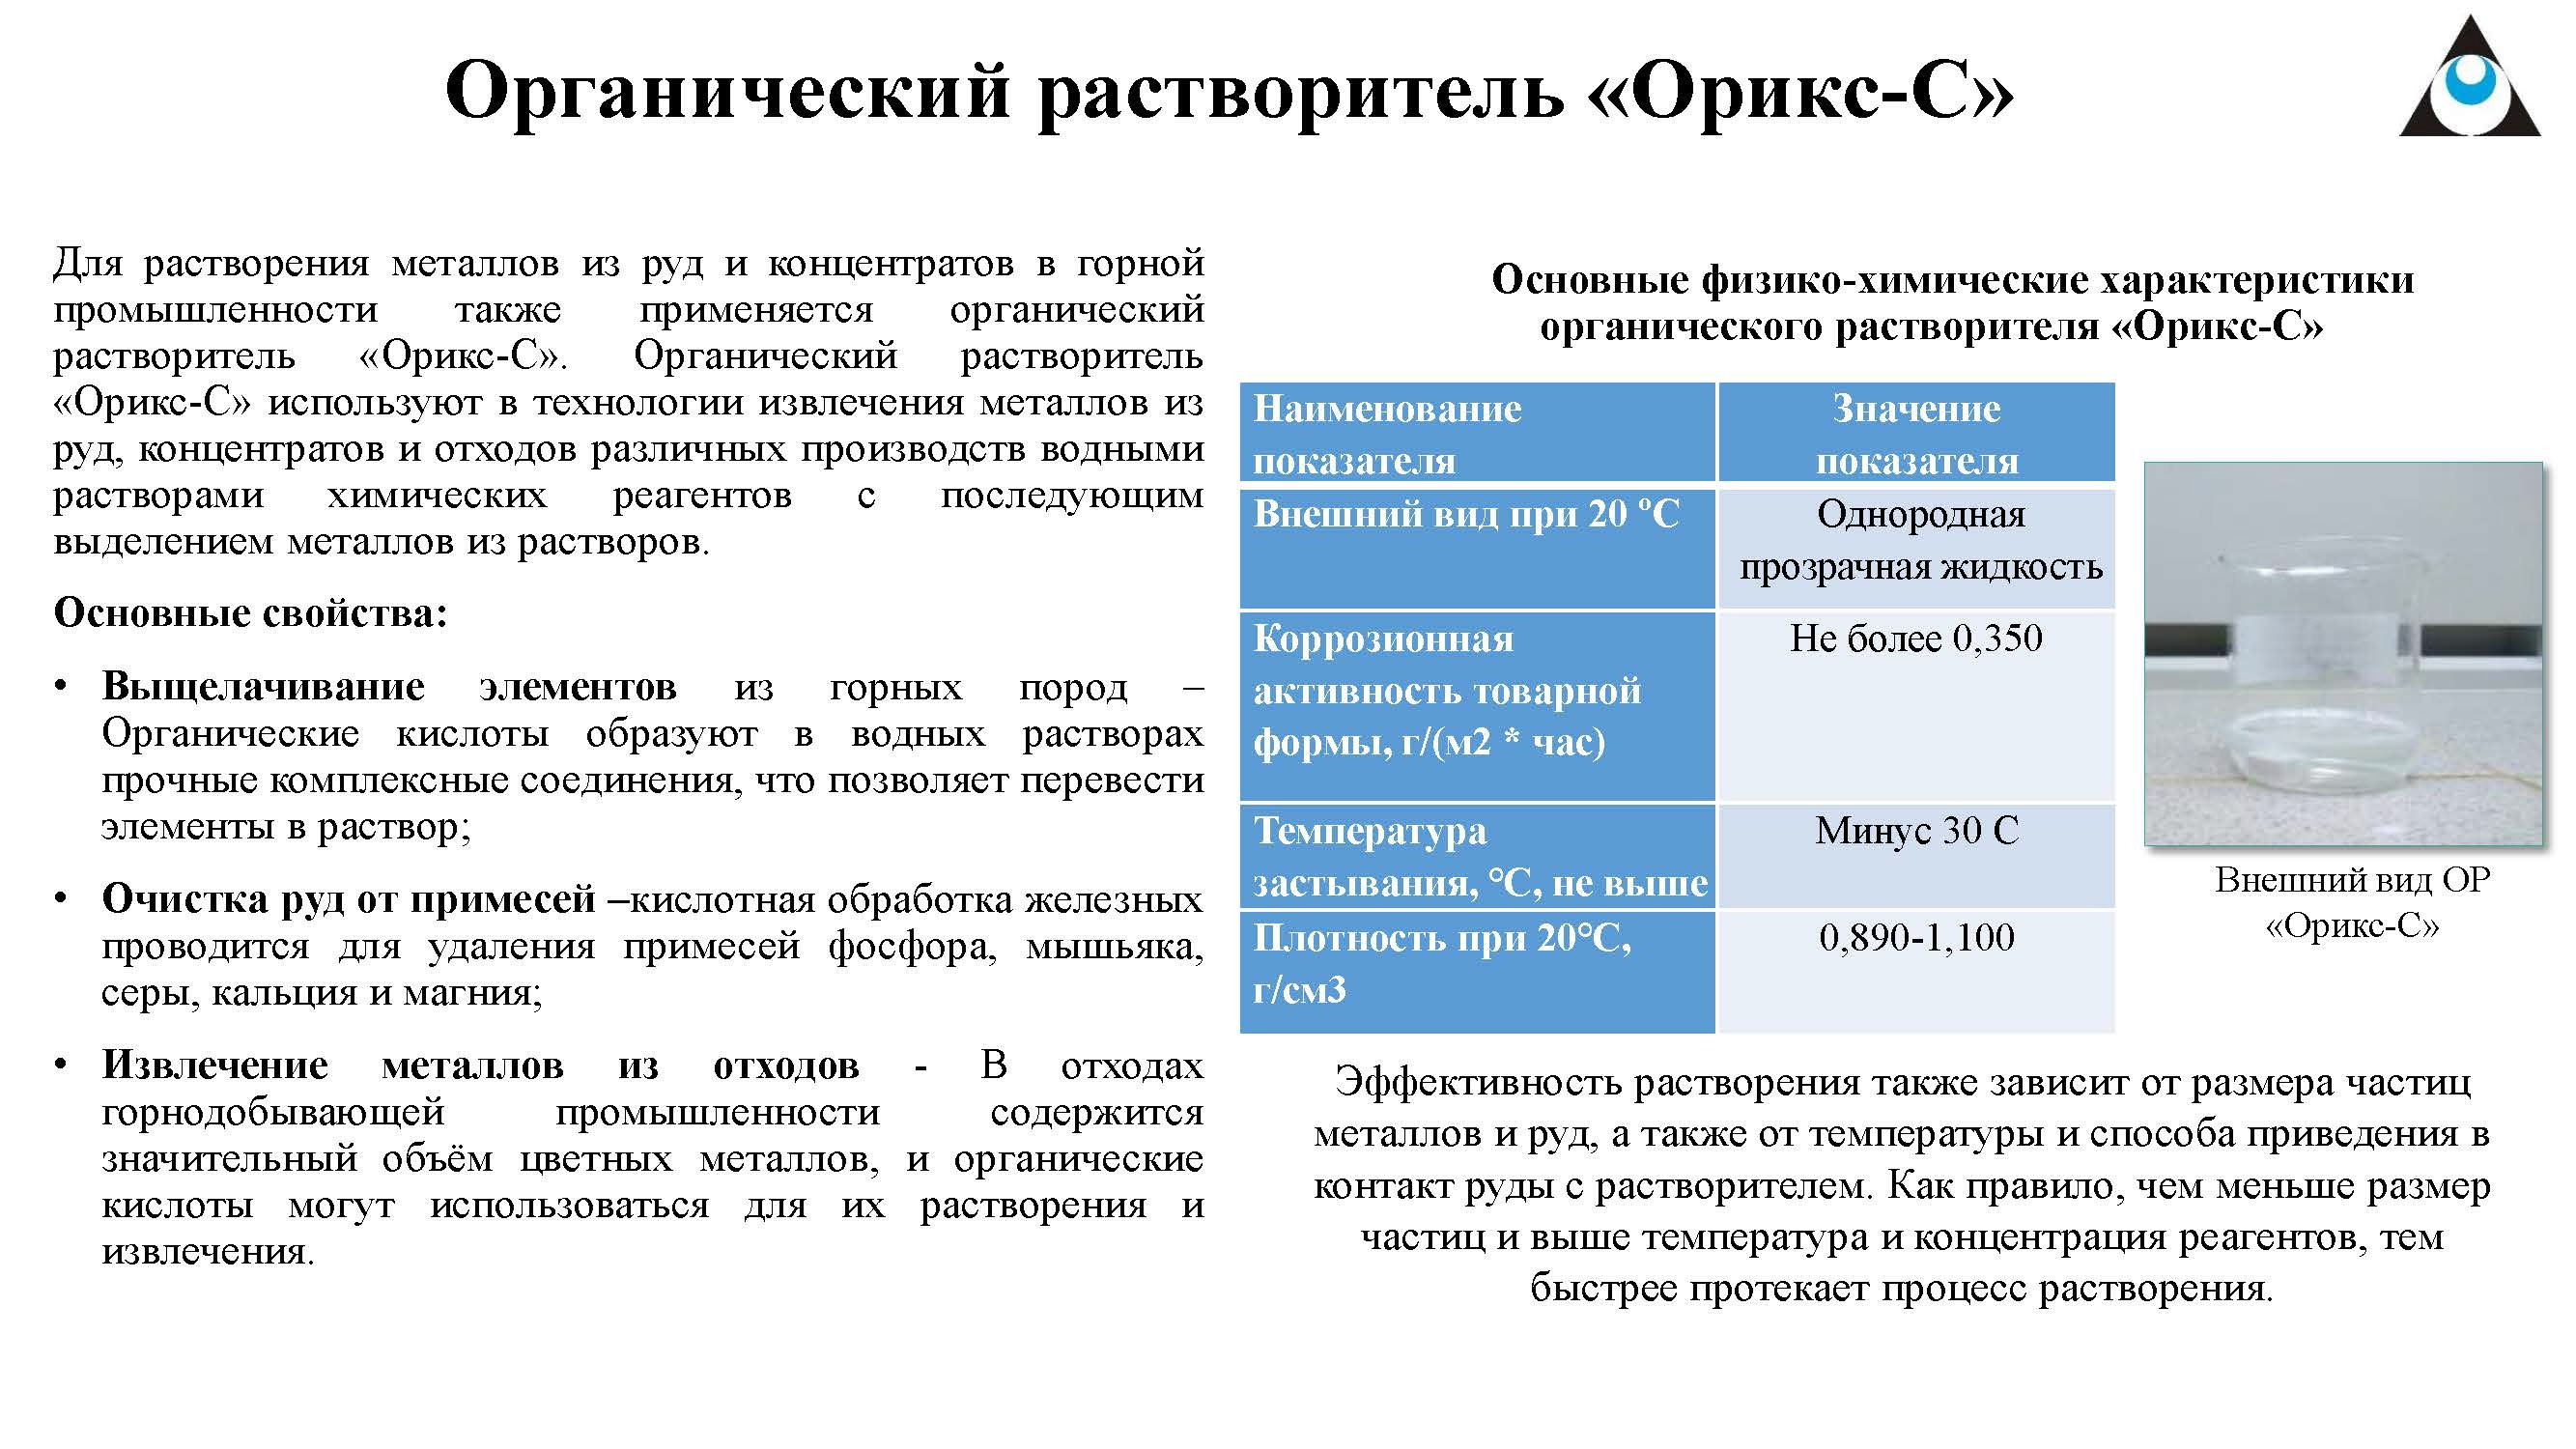 Органический растворитель «Орикс-С»
Для растворения металлов из руд и концентратов в горной
промышленности также применяется органический
растворитель «Орикс-С». Органический растворитель
«Орикс-С» используют в технологии извлечения металлов из
руд, концентратов и отходов различных производств водными
растворами химических реагентов с последующим
выделением металлов из растворов.
Основные свойства:
• Выщелачивание элементов из горных пород –
Органические кислоты образуют в водных растворах
прочные комплексные соединения, что позволяет перевести
элементы в раствор;
• Очистка руд от примесей –кислотная обработка железных
проводится для удаления примесей фосфора, мышьяка,
серы, кальция и магния;
• Извлечение металлов из отходов - В отходах
горнодобывающей промышленности содержится
значительный объём цветных металлов, и органические
кислоты могут использоваться для их растворения и
извлечения.
Основные физико-химические характеристики
органического растворителя «Орикс-С»
Наименование
показателя
Значение
показателя
Внешний вид при 20 ºС
Однородная
прозрачная жидкость
Коррозионная
активность товарной
формы, г/(м2 * час)
Не более 0,350
Температура
застывания, °С, не выше
Минус 30 С
Плотность при 20°С,
г/см3
0,890-1,100
Внешний вид ОР
«Орикс-С»
Эффективность растворения также зависит от размера частиц
металлов и руд, а также от температуры и способа приведения в
контакт руды с растворителем. Как правило, чем меньше размер
частиц и выше температура и концентрация реагентов, тем
быстрее протекает процесс растворения.